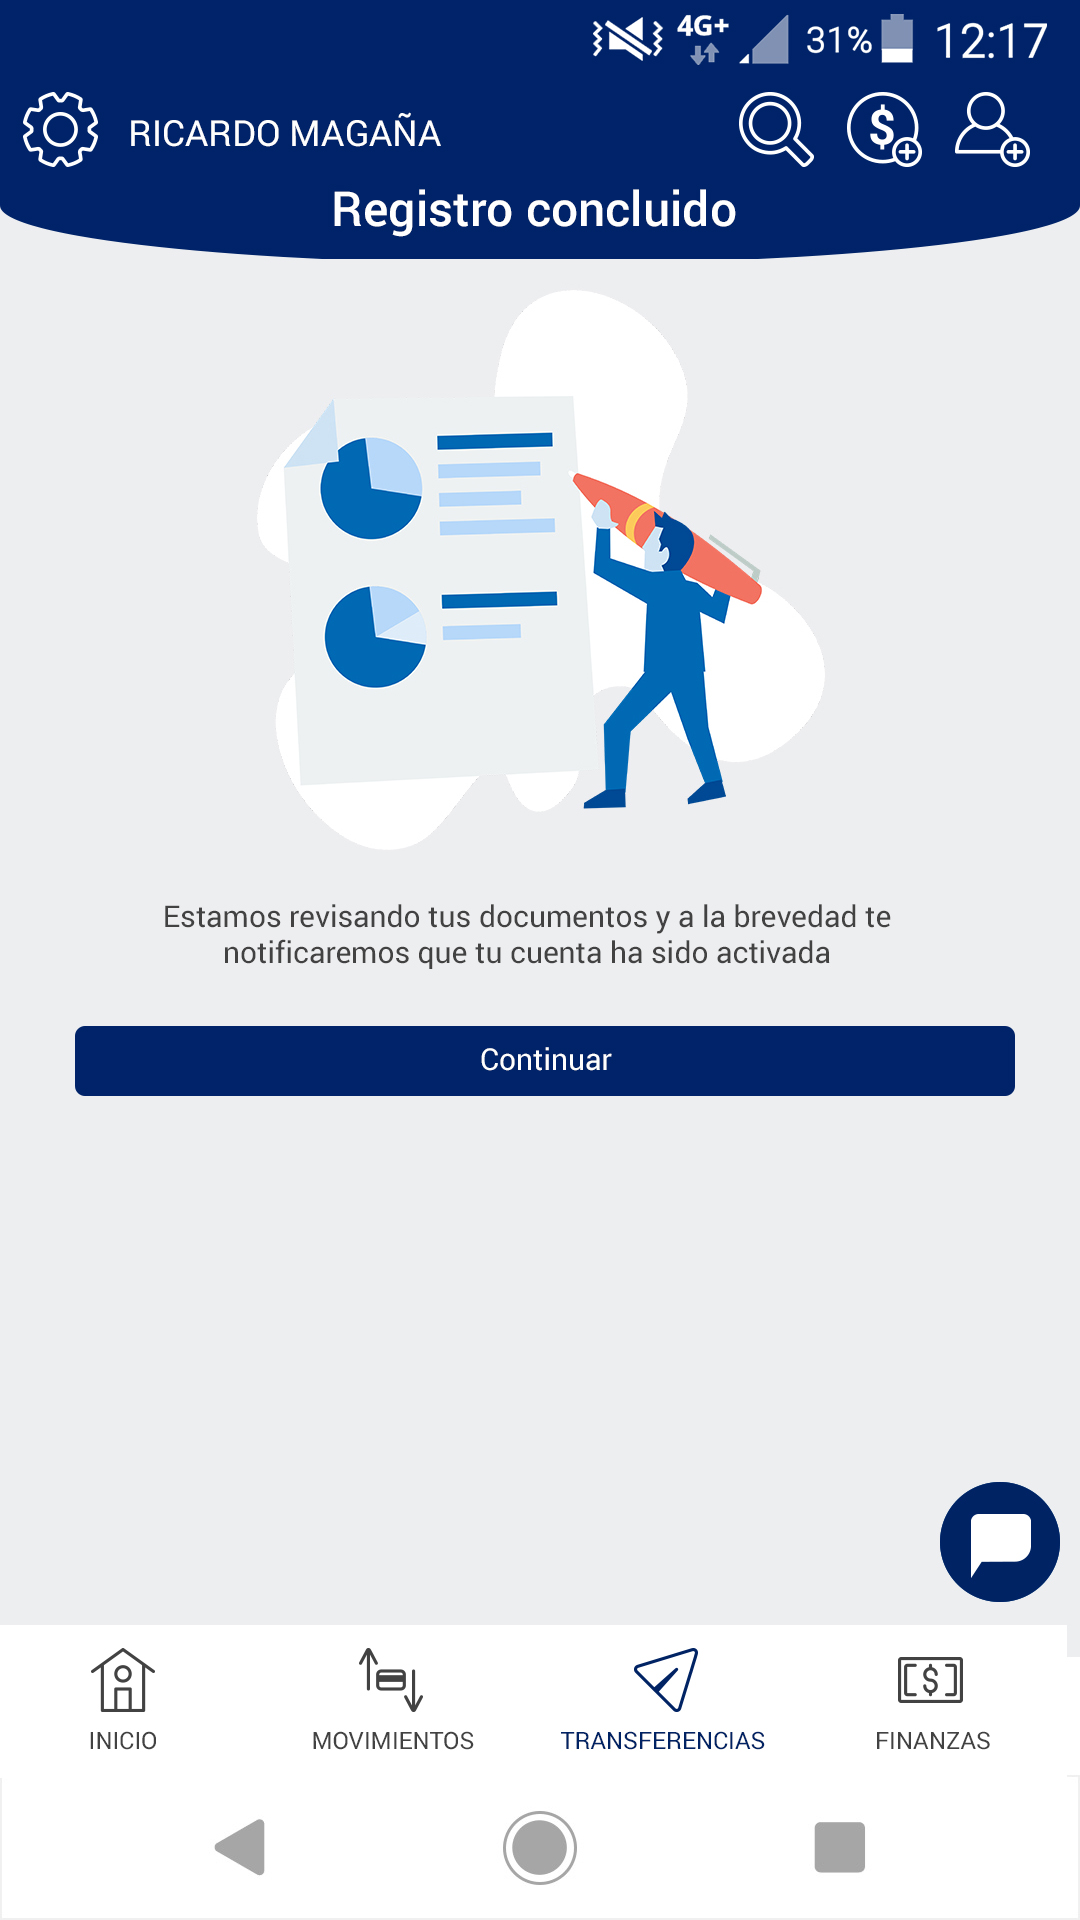 4G+ 31% 12:17
RICARDO MAGAÑA
Registro concluido
Estamos revisando tus documentos y a la brevedad te
notificaremos que tu cuenta ha sido activada
Continuar
INICIO MOVIMIENTOS TRANSFERENCIAS FINANZAS